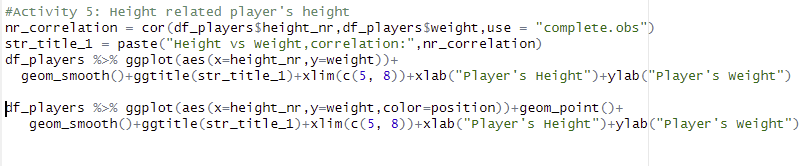 #Activity 5: Height related player's height
nr_correlation = cor(df_players$height_nr,df_players$weight,use = "complete.obs")
str_title_1 = paste("Height vs Weight,correlation:",nr_correlation)
df_players %>% ggplot(aes(x=height_nr,y=weight))+
geom_smooth()+ggtitle(str_title_1)+xlim(c(5, 8))+xlab("Player's Height")+ylab("Player's Weight")
df_players %>% ggplot(aes(x=height_nr,y=weight,color=position))+geom_point()+
geom_smooth()+ggtitle(str_title_1)+xlim(c(5, 8))+xlab("Player's Height")+ylab("Player's Weight")